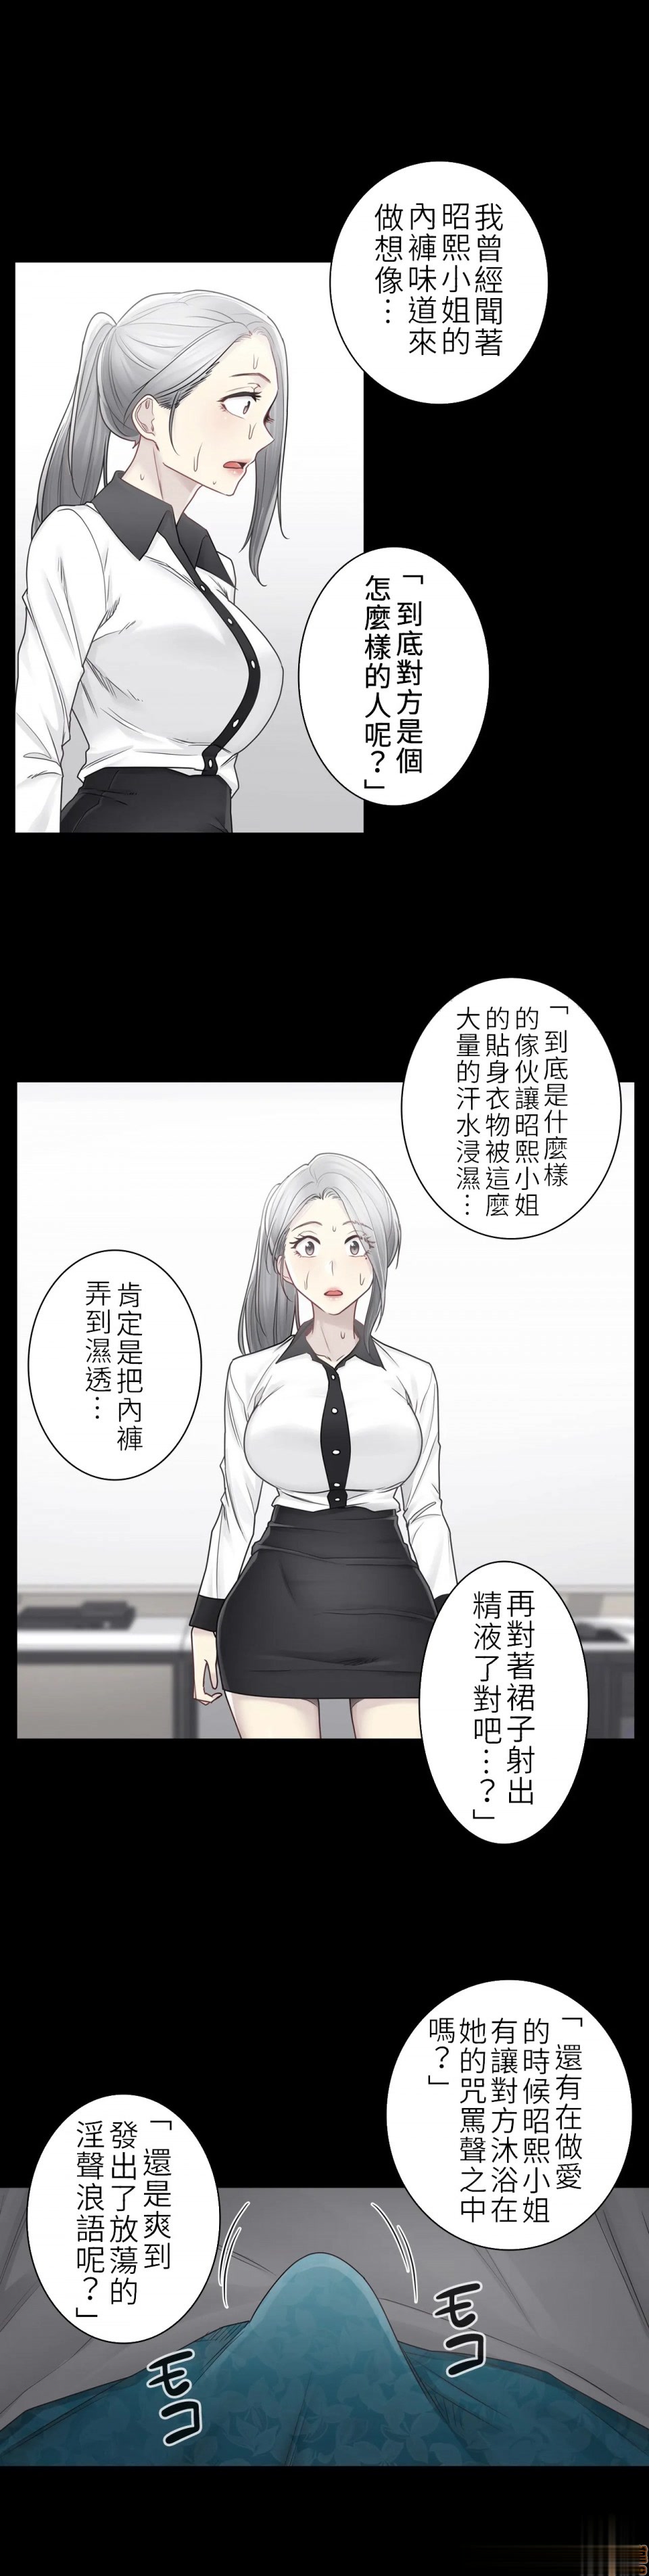 我曾經聞著
昭熙小姐的
內褲味道來
做想像⋯
「到底對方是個
怎麼樣的人呢？」
「到底是什麼樣
的傢伙讓昭熙小姐
的貼身衣物被這麼
大量的汗水浸濕⋯
肯定是把內褲
弄到濕透⋯
再對著裙子射出
精液了對吧⋯？」
「還有在做愛
的時候昭熙小姐
有讓對方沐浴在
她的咒罵聲之中
嗎？」
「還是爽到
發出了放蕩的
淫聲浪語呢？」
モコ
モコ